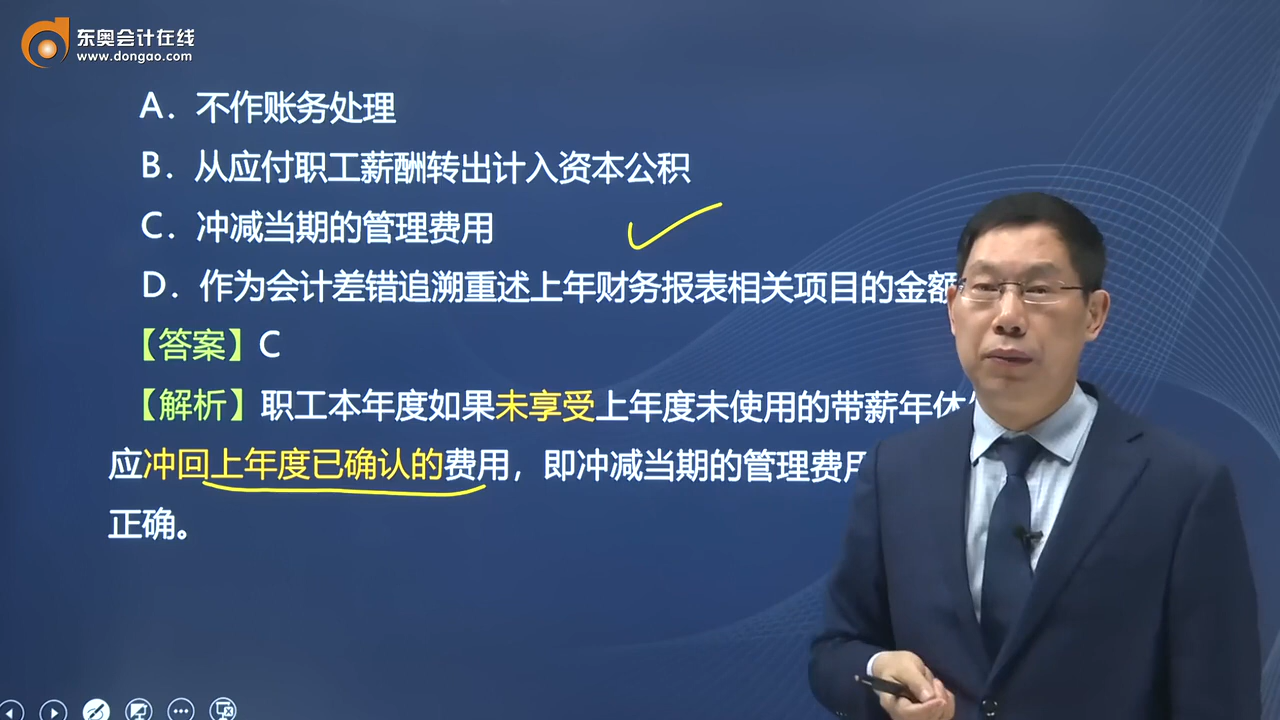 东奥会计在线
www.dongao.com
A．不作账务处理
B．从应付职工薪酬转出计入资本公积
C．冲减当期的管理费用
D．作为会计差错追溯重述上年财务报表相关项目的金额
【答案】C
【解析】职工本年度如果未享受上年度未使用的带薪年休
应冲回上年度已确认的费用，即冲减当期的管理费用
正确。